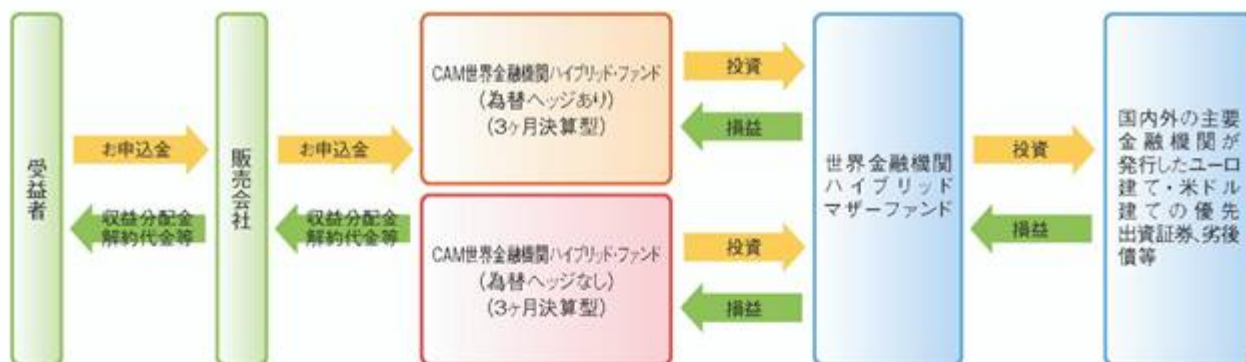 受益者
お申込金
収益分配金
解約代金等
販売会社
お申込金
収益分配金
解約代金等
CAM世界金融機関ハイブリッド・ファンド
(為替ヘッジあり)
(3ヶ月決算型)
CAM世界金融機関ハイブリッド・ファンド
(為替ヘッジなし)
(3ヶ月決算型)
投資
損益
投資
損益
世界金融機関
ハイブリッド
マザーファンド
投資
損益
国内外の主要
金融機関が
発行したユーロ
建て・米ドル
建ての優先
出資証券、劣後
債等